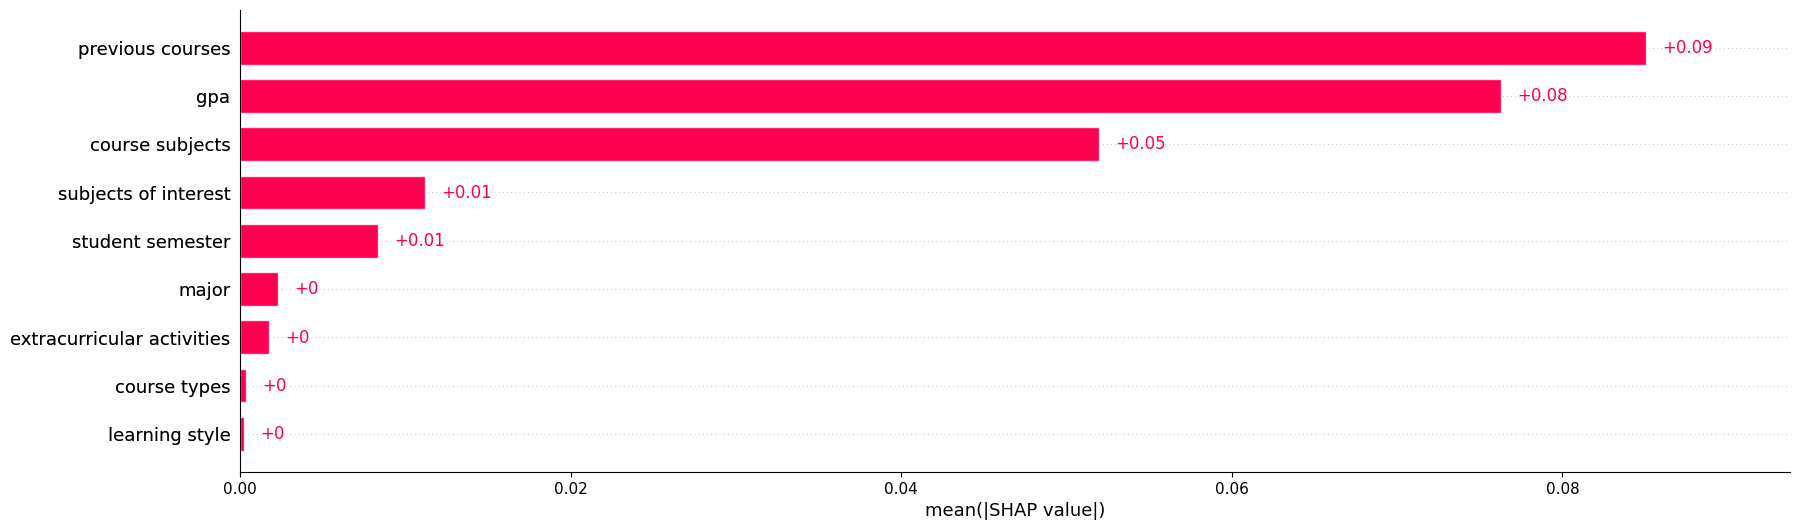 previous courses +0.09
gpa +0.08
course subjects +0.05
subjects of interest +0.01
student semester +0.01
major +0
extracurricular activities +0
course types +0
learning style +0
0.00 0.02 0.04 0.06 0.08
mean(|SHAP value|)